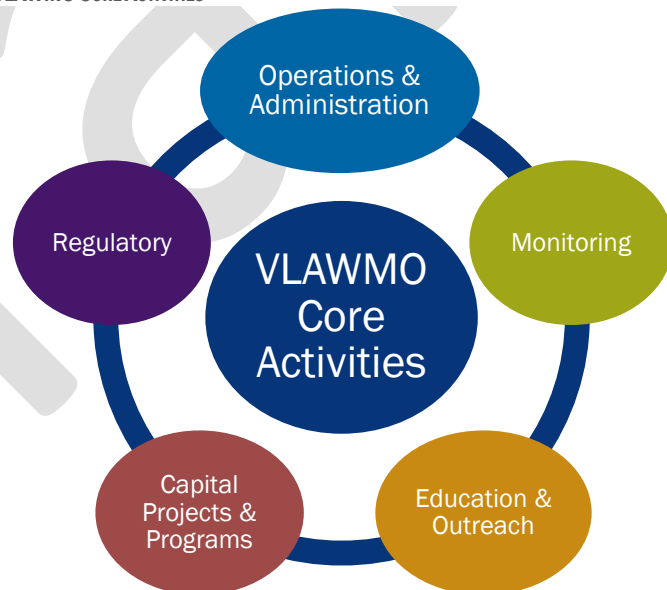 Operations &
Administration
Regulatory
Monitoring
VLAWMO
Core
Activities
Capital
Projects &
Programs
Education &
Outreach